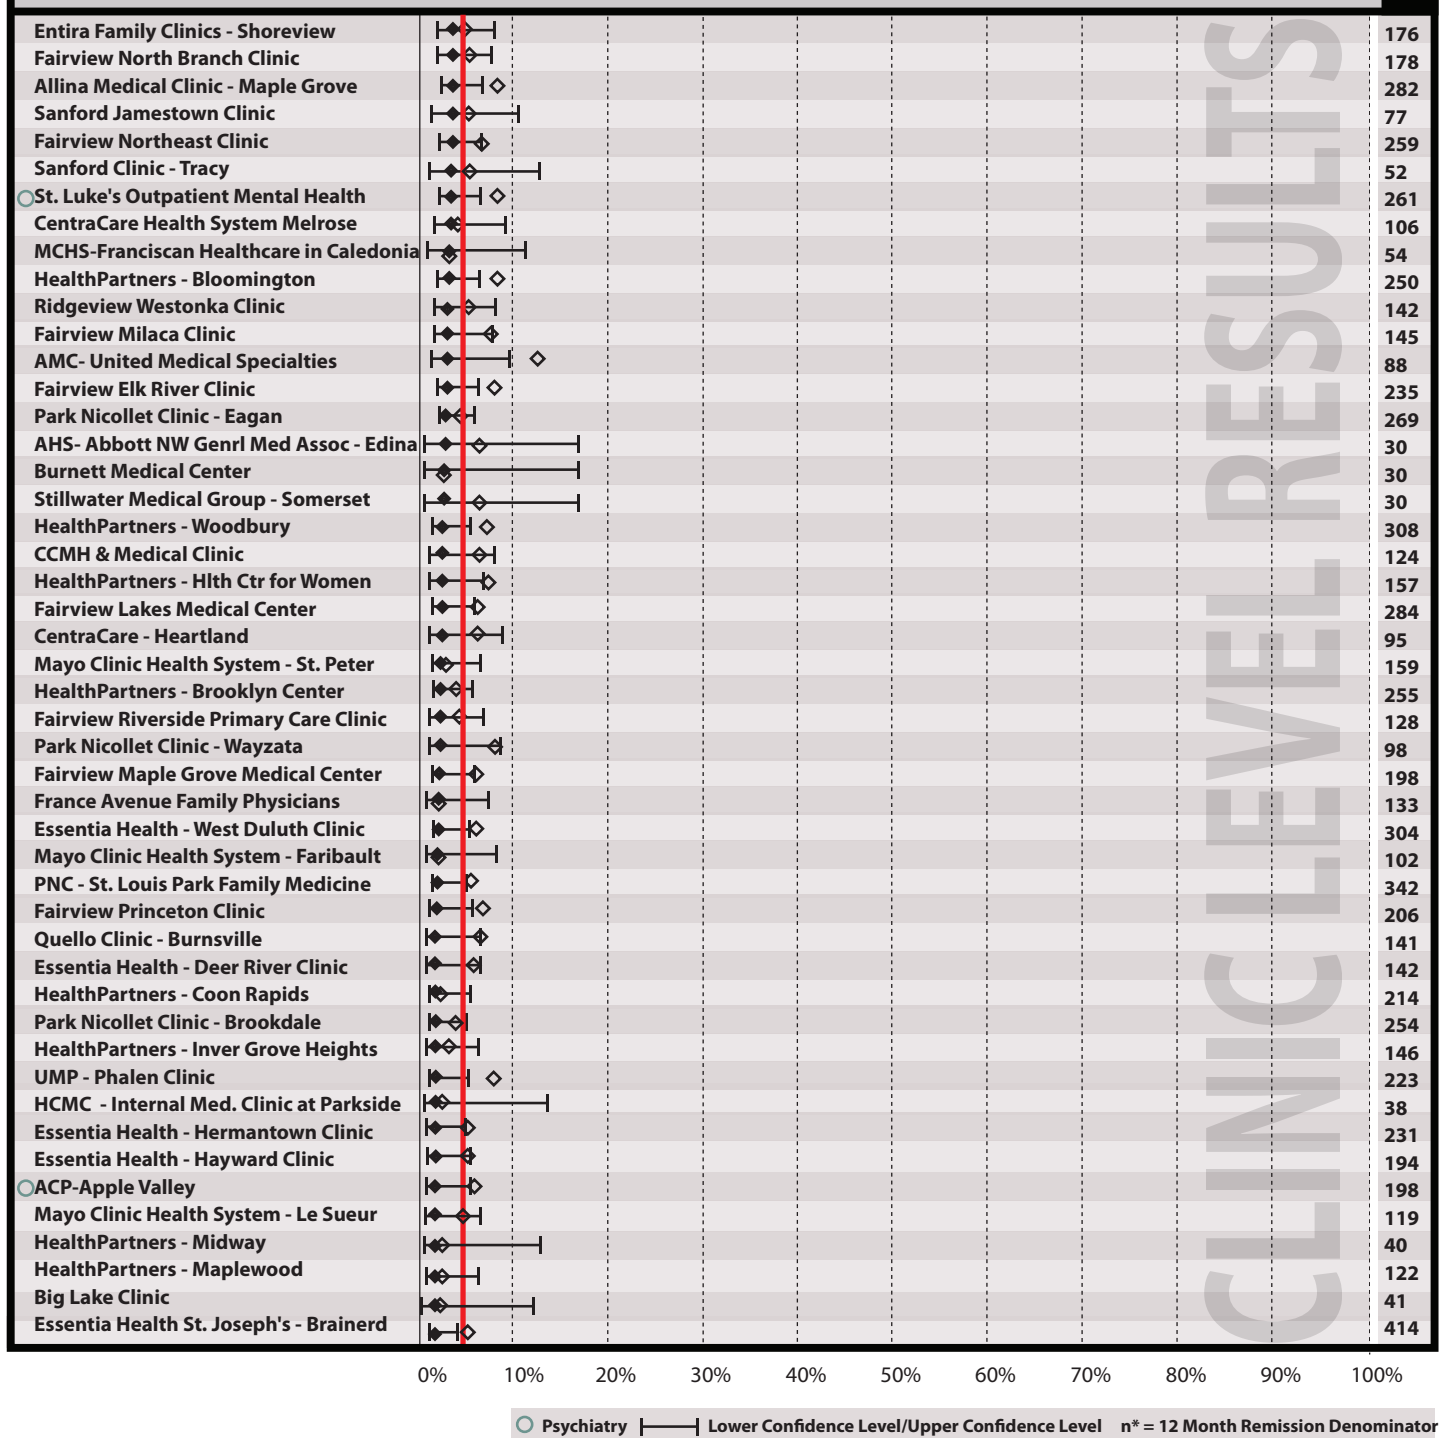 Entira Family Clinics - Shoreview 176
Fairview North Branch Clinic 178
Allina Medical Clinic - Maple Grove 282
Sanford Jamestown Clinic 77
Fairview Northeast Clinic 259
Sanford Clinic - Tracy 52
St. Luke's Outpatient Mental Health 261
CentraCare Health System Melrose 106
MCHS-Franciscan Healthcare in Caledonia 54
HealthPartners - Bloomington 250
Ridgeview Westonka Clinic 142
Fairview Milaca Clinic 145
AMC- United Medical Specialties 88
Fairview Elk River Clinic 235
Park Nicollet Clinic - Eagan 269
AHS- Abbott NW Genrl Med Assoc - Edina 30
Burnett Medical Center 30
Stillwater Medical Group - Somerset 30
HealthPartners - Woodbury 308
CCMH & Medical Clinic 124
HealthPartners - Hlth Ctr for Women 157
Fairview Lakes Medical Center 284
CentraCare - Heartland 95
Mayo Clinic Health System - St. Peter 159
HealthPartners - Brooklyn Center 255
Fairview Riverside Primary Care Clinic 128
Park Nicollet Clinic - Wayzata 98
Fairview Maple Grove Medical Center 198
France Avenue Family Physicians 133
Essentia Health - West Duluth Clinic 304
Mayo Clinic Health System - Faribault 102
PNC - St. Louis Park Family Medicine 342
Fairview Princeton Clinic 206
Quello Clinic - Burnsville 141
Essentia Health - Deer River Clinic 142
HealthPartners - Coon Rapids 214
Park Nicollet Clinic - Brookdale 254
HealthPartners - Inver Grove Heights 146
UMP - Phalen Clinic 223
HCMC - Internal Med. Clinic at Parkside 38
Essentia Health - Hermantown Clinic 231
Essentia Health - Hayward Clinic 194
ACP-Apple Valley 198
Mayo Clinic Health System - Le Sueur 119
HealthPartners - Midway 40
HealthPartners - Maplewood 122
Big Lake Clinic 41
Essentia Health St. Joseph's - Brainerd 414
CLINIC LEVEL RESULTS
0% 10% 20% 30% 40% 50% 60% 70% 80% 90% 100%
Psychiatry Lower Confidence Level/Upper Confidence Level n* = 12 Month Remission Denominator